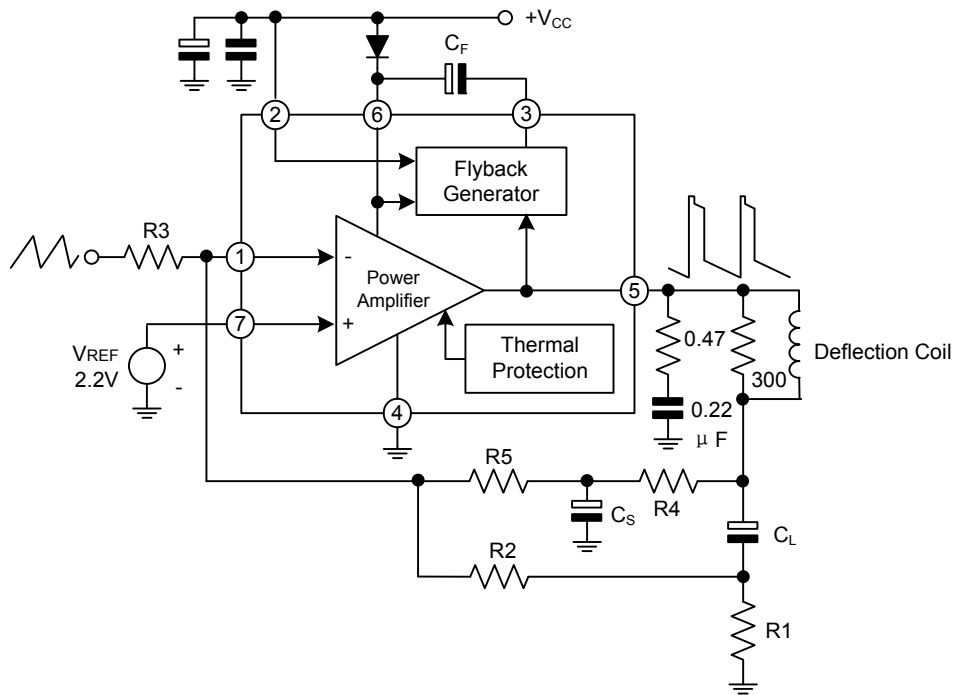 +VCC
CF
2
6
3
Flyback
Generator
R3
1
-
Power
Amplifier
5
7
+
VREF
2.2V
+
-
Thermal
Protection
0.47
300
Deflection Coil
4
0.22
μ F
R5
CS
R4
CL
R2
R1